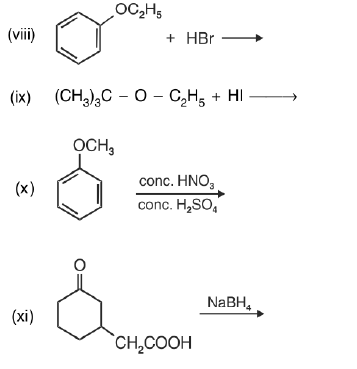 (viii) OC₂H₅ + HBr ⟶
(ix) (CH₃)₃C – O – C₂H₅ + HI ⟶
OCH₃
(x) conc. HNO₃
conc. H₂SO₄
O
(xi) NaBH₄
CH₂COOH